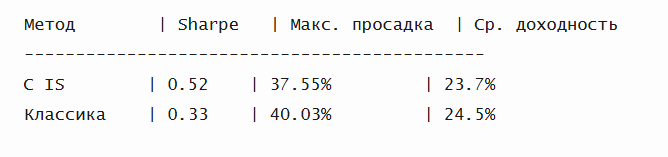 Метод | Sharpe | Макс. просадка | Ср. доходность
---------------------------------------------
С IS | 0.52 | 37.55% | 23.7%
Классика | 0.33 | 40.03% | 24.5%